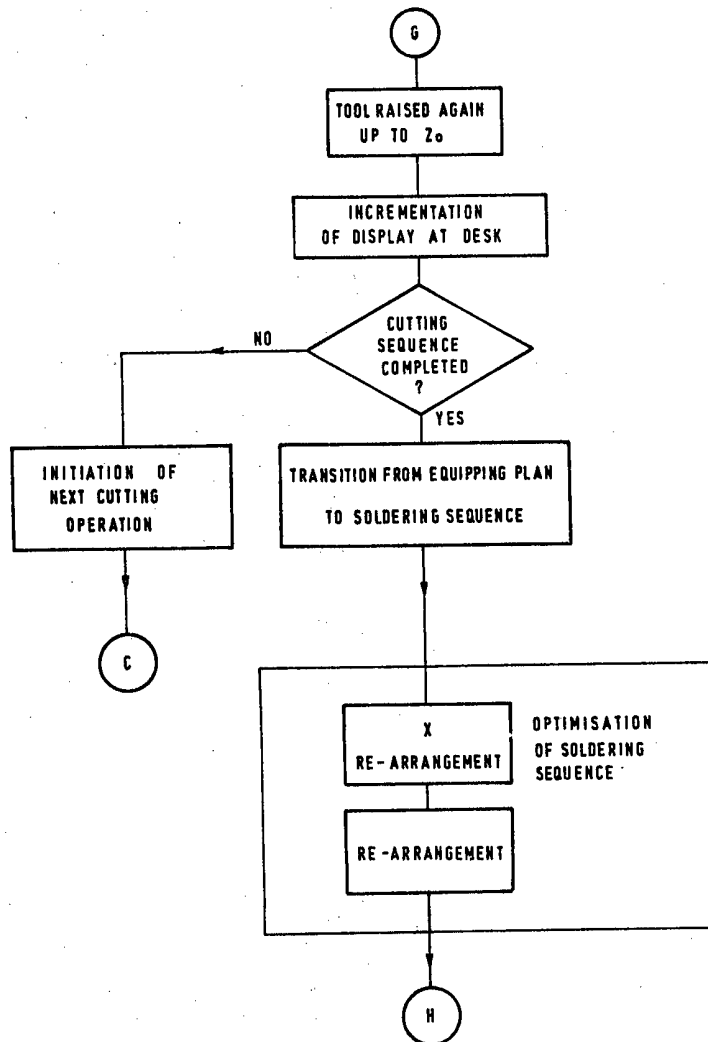 G
TOOL RAISED AGAIN
UP TO Zo
INCREMENTATION
OF DISPLAY AT DESK
CUTTING
SEQUENCE
COMPLETED
?
NO
YES
INITIATION OF
NEXT CUTTING
OPERATION
TRANSITION FROM EQUIPPING PLAN
TO SOLDERING SEQUENCE
C
X
RE-ARRANGEMENT
OPTIMISATION
OF SOLDERING
SEQUENCE
RE-ARRANGEMENT
H